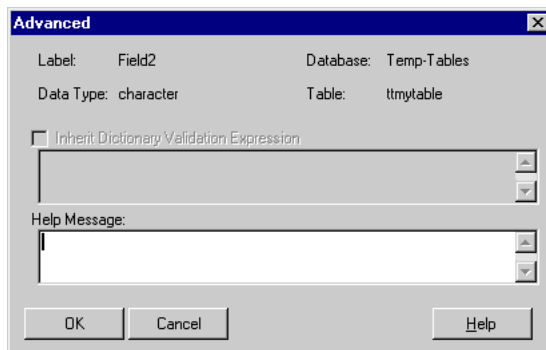 Advanced
Label: Field2 Database: Temp-Tables
Data Type: character Table: ttmytable
Inherit Dictionary Validation Expression
Help Message:
OK Cancel Help